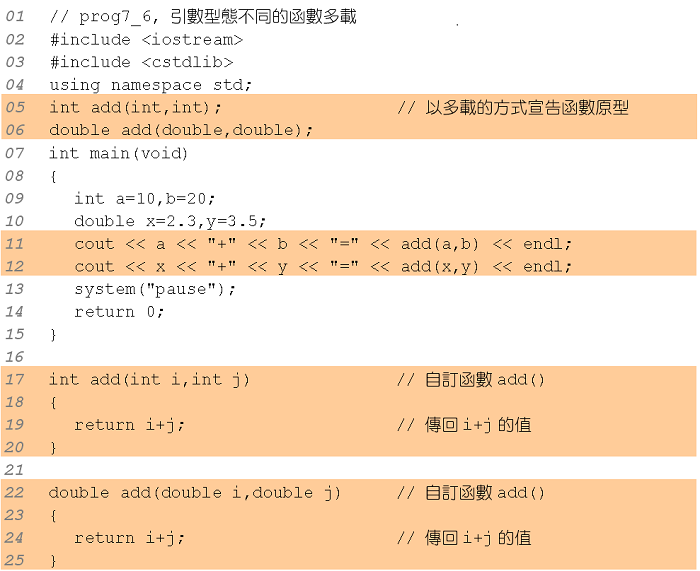 01 // prog7_6, 引數型態不同的函數多載
02 #include <iostream>
03 #include <cstdlib>
04 using namespace std;
05 int add(int,int); // 以多載的方式宣告函數原型
06 double add(double,double);
07 int main(void)
08 {
09 int a=10,b=20;
10 double x=2.3,y=3.5;
11 cout << a << "+" << b << "=" << add(a,b) << endl;
12 cout << x << "+" << y << "=" << add(x,y) << endl;
13 system("pause");
14 return 0;
15 }
16
17 int add(int i,int j) // 自訂函數 add()
18 {
19 return i+j; // 傳回 i+j 的值
20 }
21
22 double add(double i,double j) // 自訂函數 add()
23 {
24 return i+j; // 傳回 i+j 的值
25 }